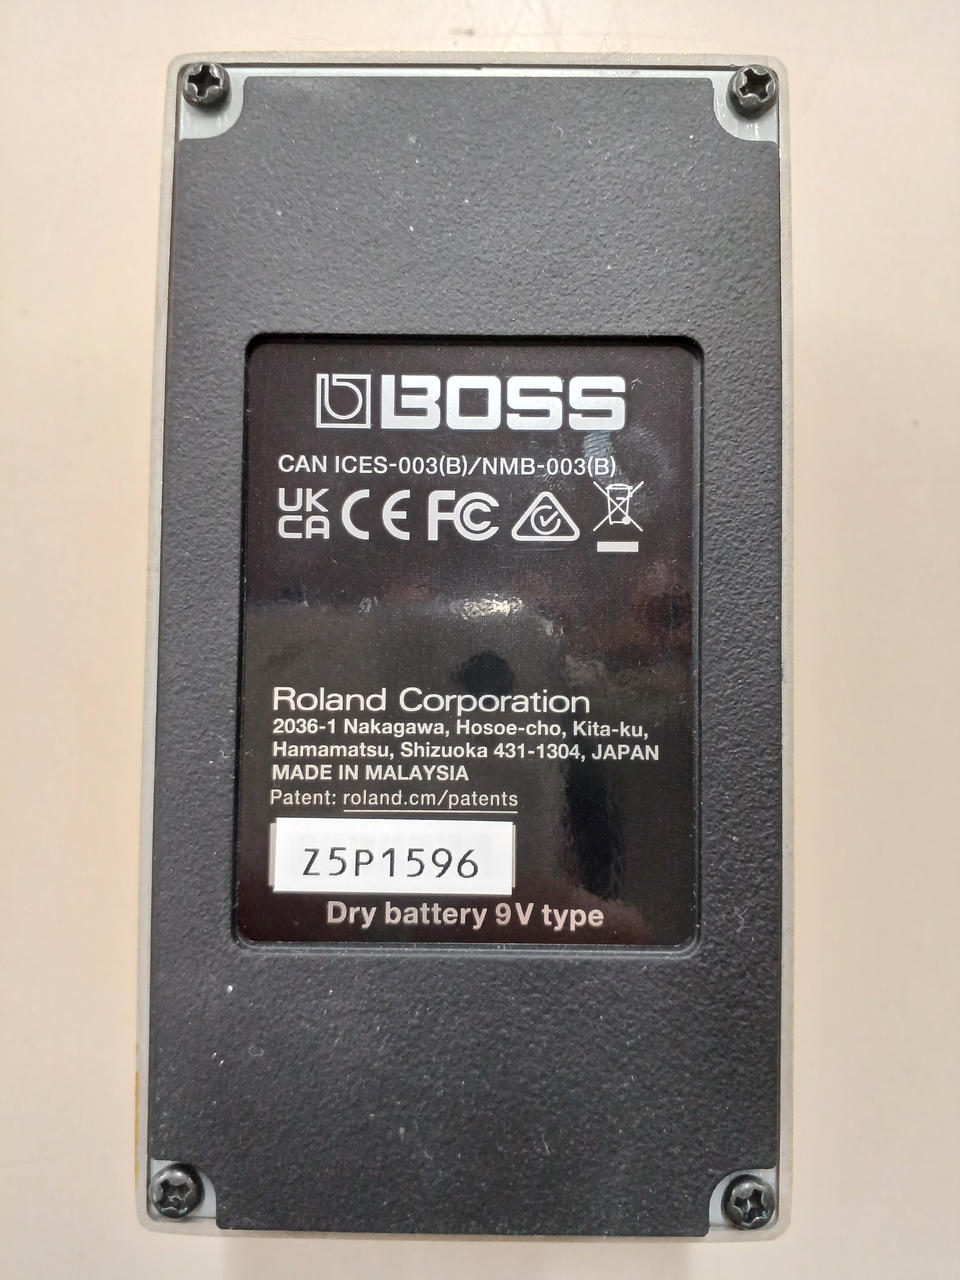 BOSS
CAN ICES-003(B)/NMB-003(B)
UK CA CE FC
Roland Corporation
2036-1 Nakagawa, Hosoe-cho, Kita-ku,
Hamamatsu, Shizuoka 431-1304, JAPAN
MADE IN MALAYSIA
Patent: roland.cm/patents
Z5P1596
Dry battery 9V type